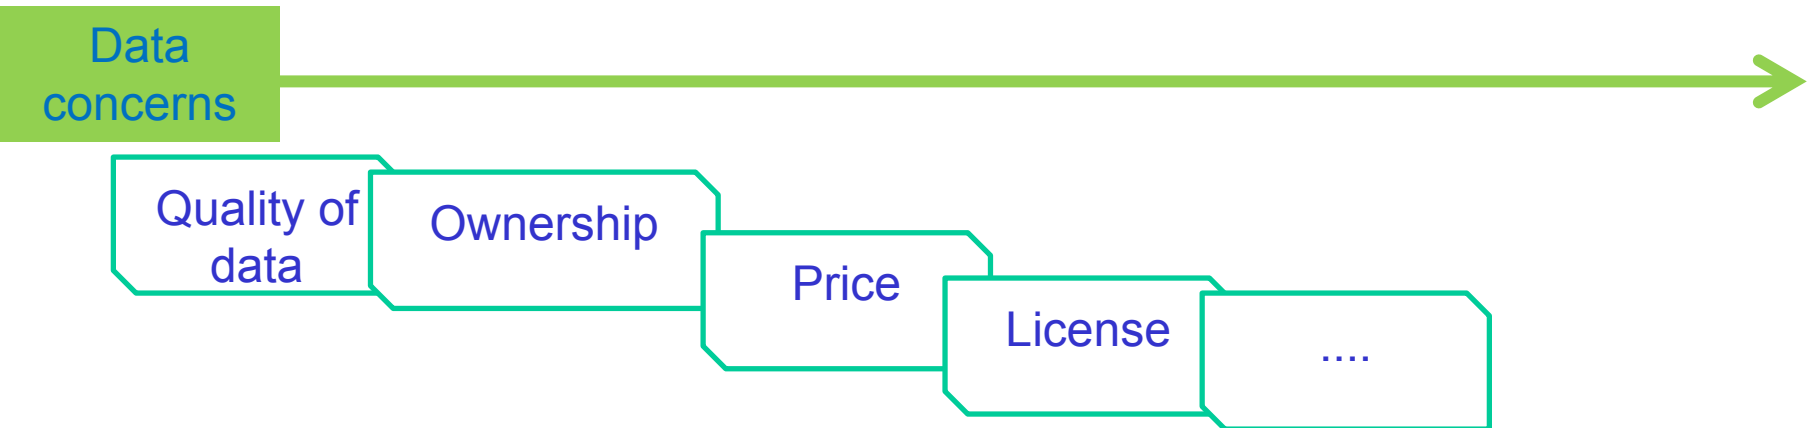 Data
concerns
Quality of
data
Ownership
Price
License
....